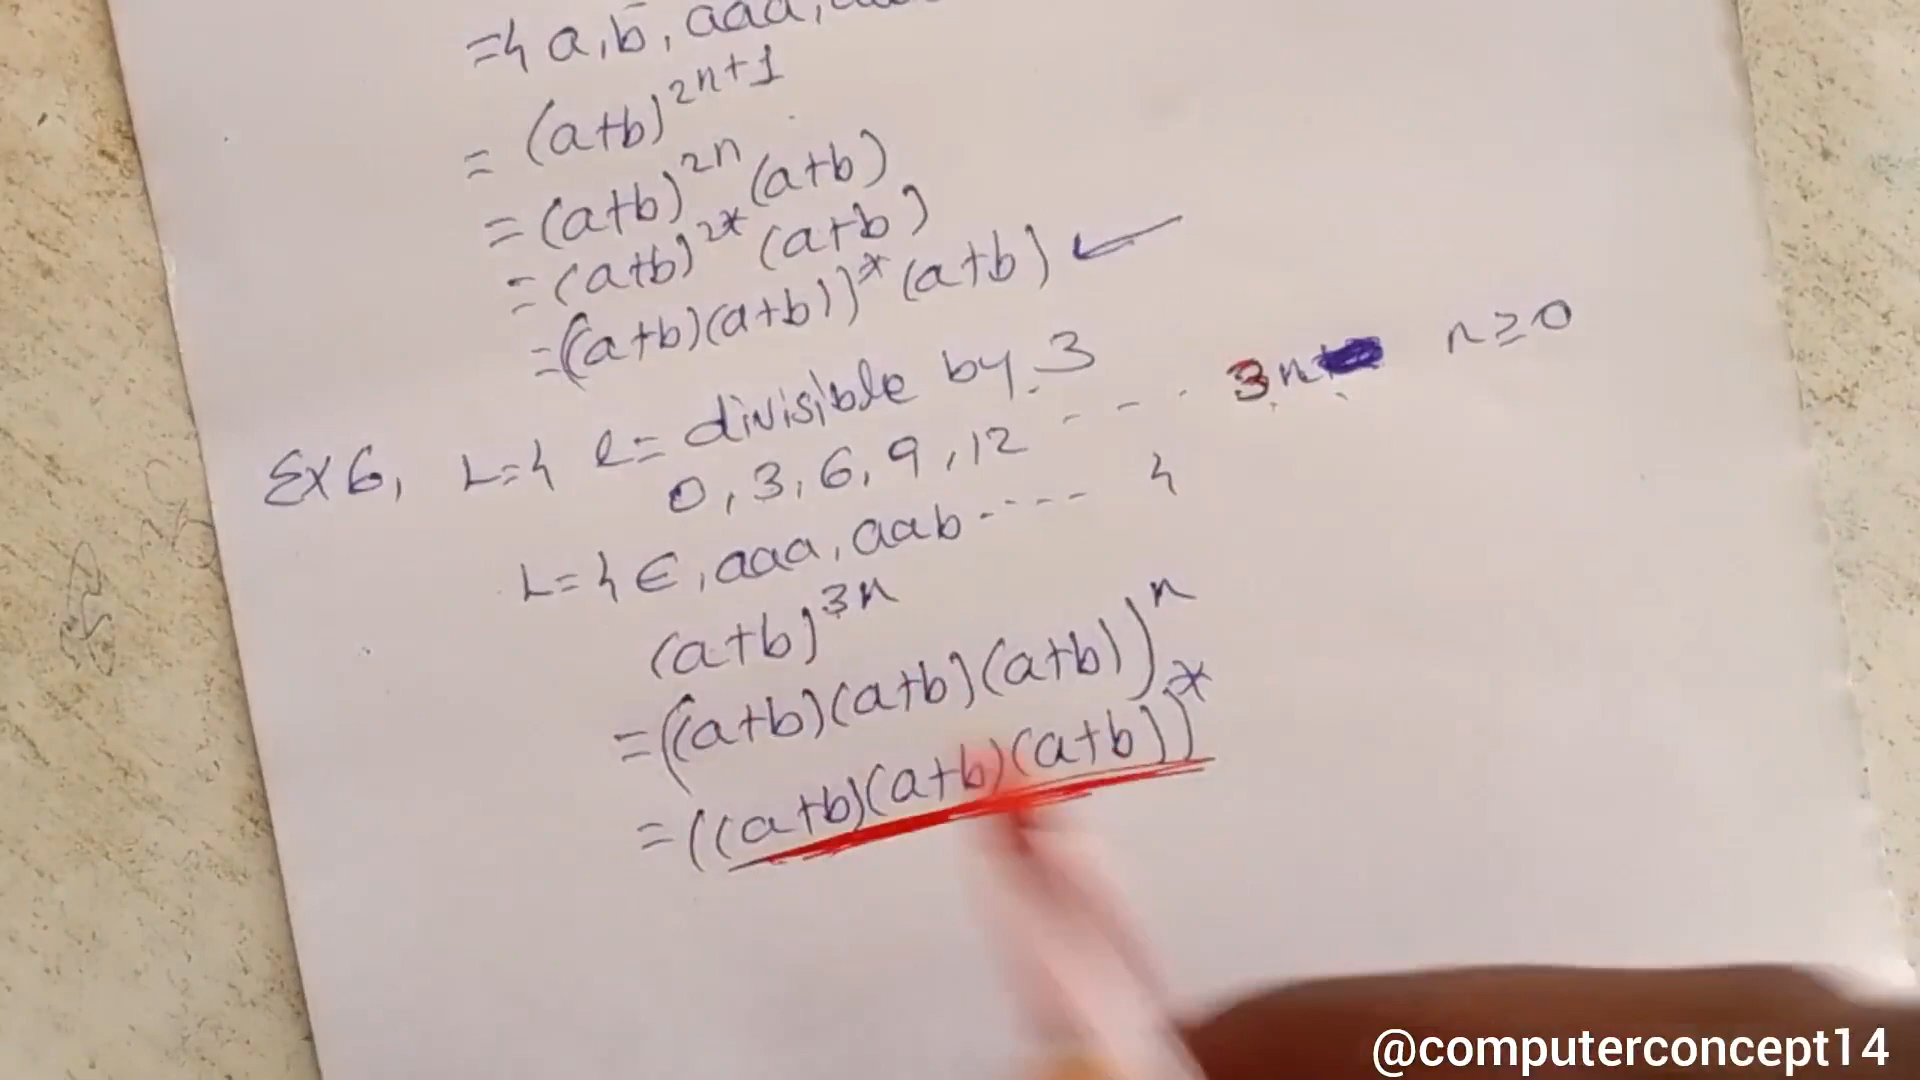 ={ a, b, aaa,
= (a+b)^2n+1
= (a+b)^2n (a+b)
= (a+b)^2* (a+b)
= ((a+b)(a+b))* (a+b)
Ex 6, L={ l= divisible by 3
0, 3, 6, 9, 12 - - - 3n n≥0
L={ ∈, aaa, aab ---- }
(a+b)^3n
= ((a+b)(a+b)(a+b))^n
= ((a+b)(a+b)(a+b))*
@computerconcept14